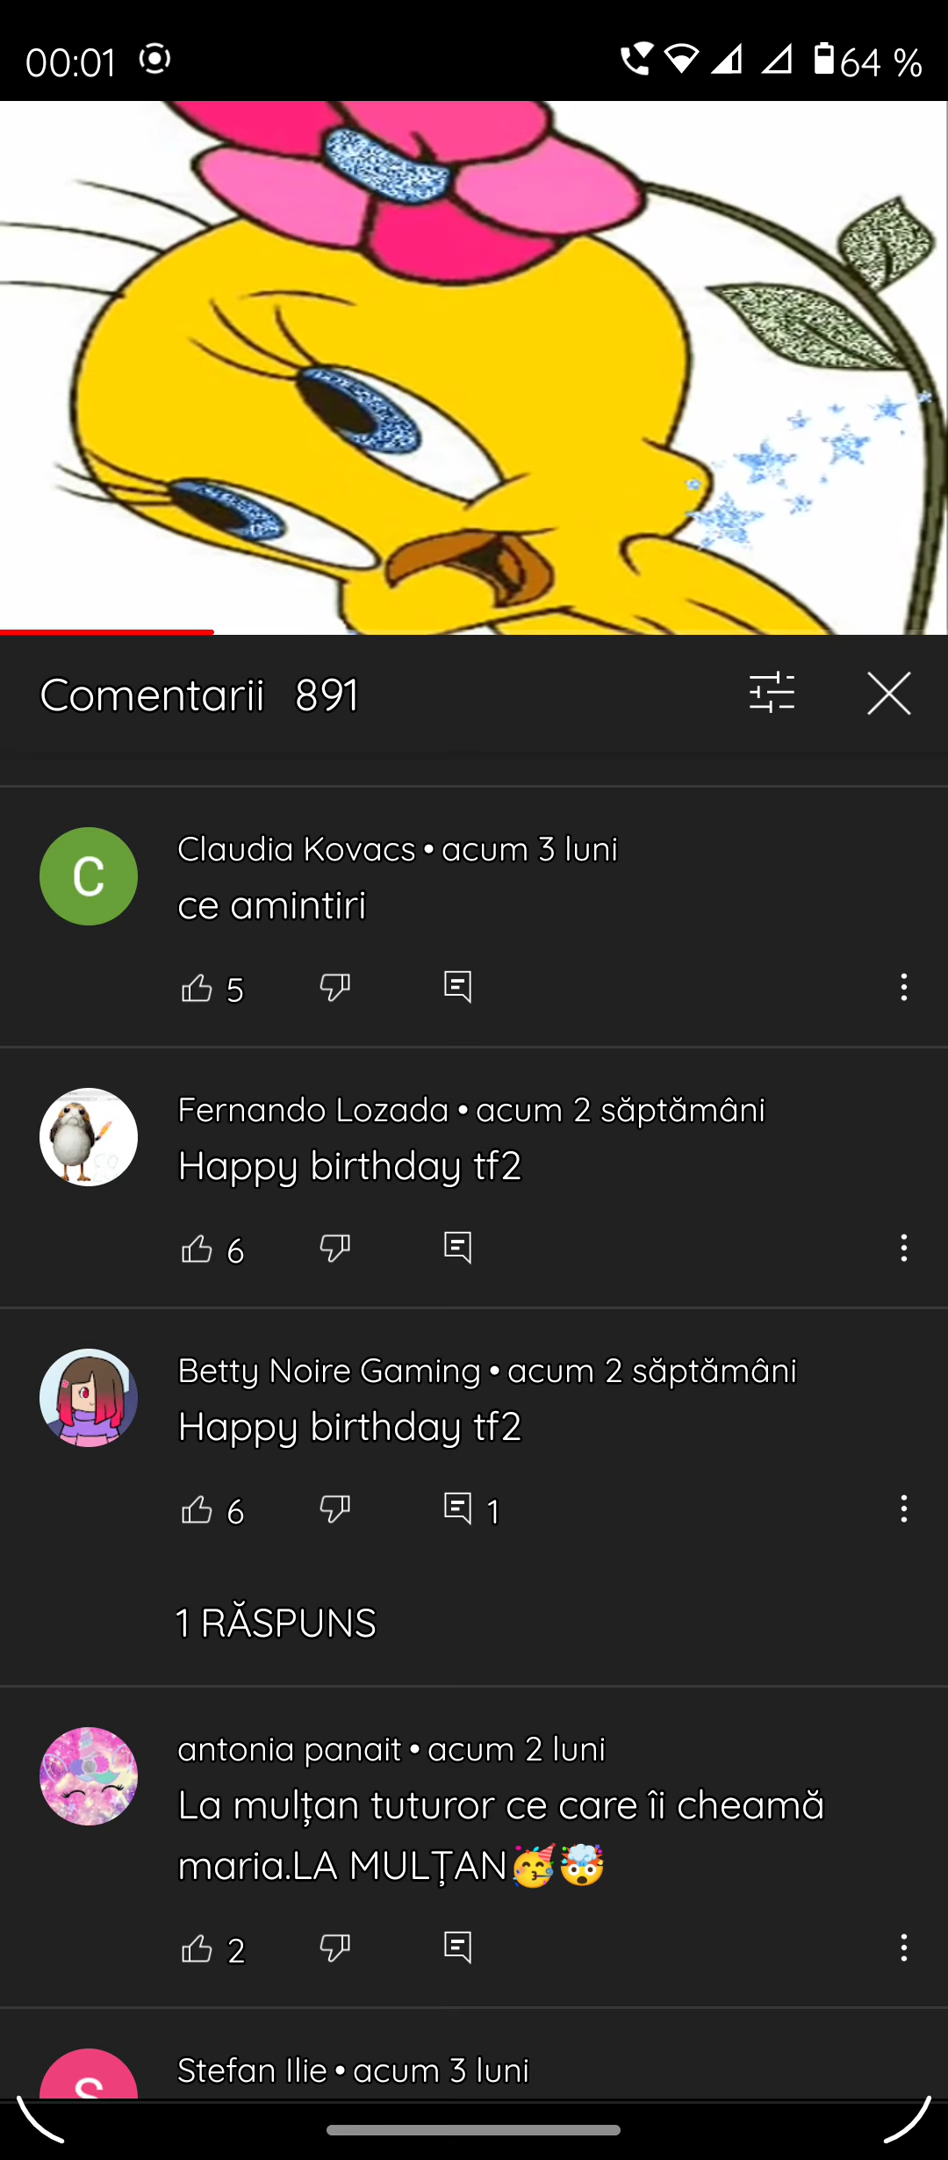 00:01 64 %
Comentarii 891
C
Claudia Kovacs • acum 3 luni
ce amintiri
5
Fernando Lozada • acum 2 săptămâni
Happy birthday tf2
6
Betty Noire Gaming • acum 2 săptămâni
Happy birthday tf2
6 1
1 RĂSPUNS
antonia panait • acum 2 luni
La mulțan tuturor ce care îi cheamă
maria.LA MULȚAN🥳🤯
2
S
Stefan Ilie • acum 3 luni